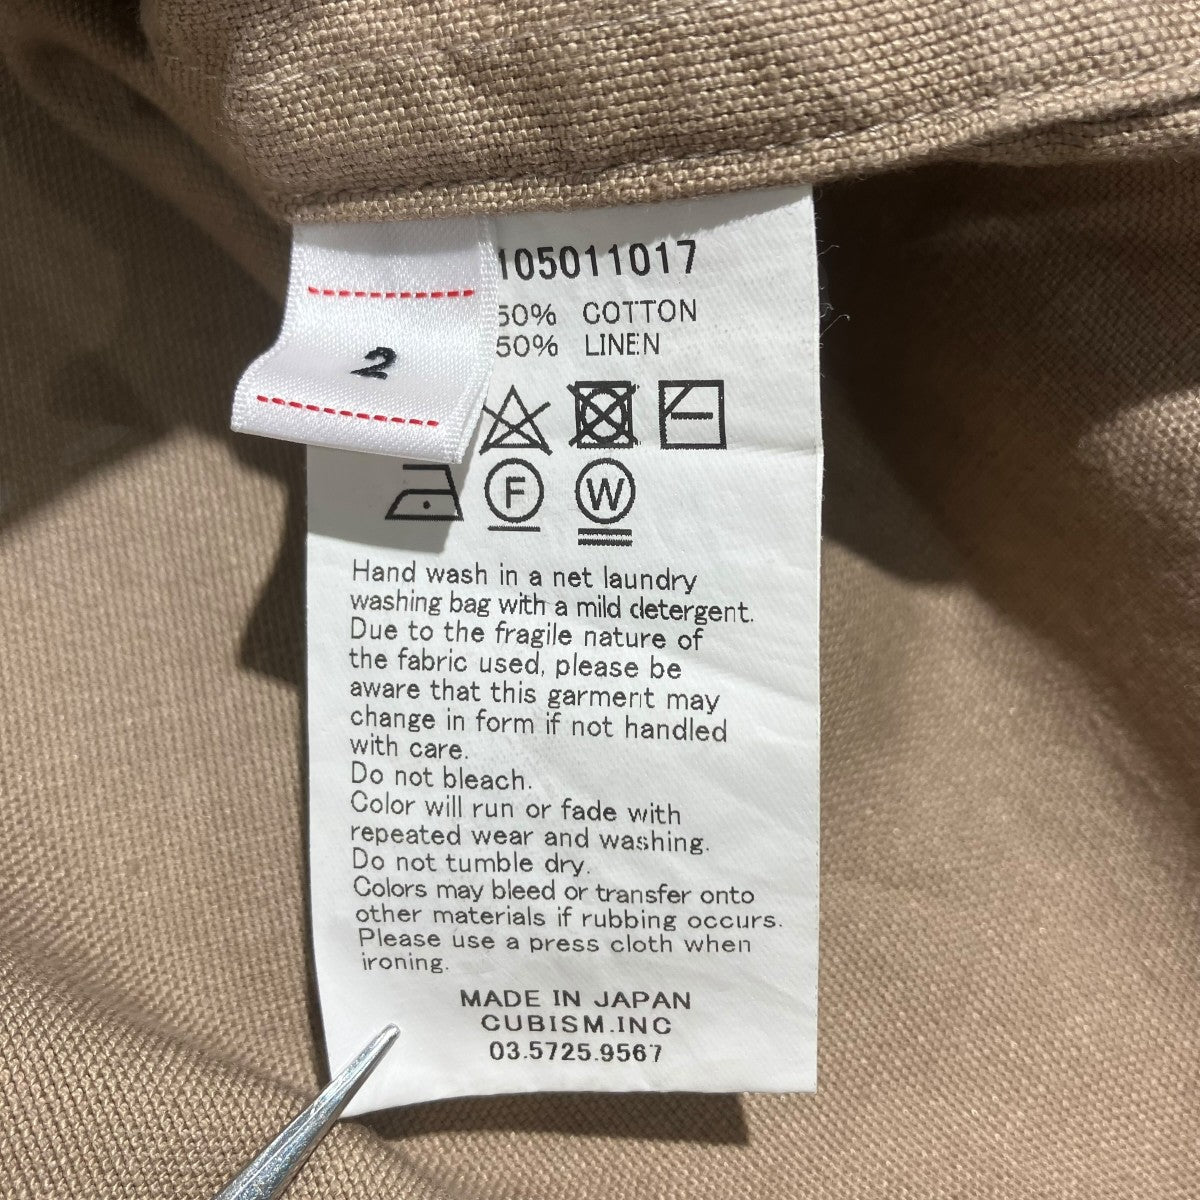 105011017
50% COTTON
50% LINEN
2
F
W
Hand wash in a net laundry
washing bag with a mild detergent.
Due to the fragile nature of
the fabric used, please be
aware that this garment may
change in form if not handled
with care.
Do not bleach.
Color will run or fade with
repeated wear and washing.
Do not tumble dry.
Colors may bleed or transfer onto
other materials if rubbing occurs.
Please use a press cloth when
ironing.
MADE IN JAPAN
CUBISM.INC
03.5725.9567